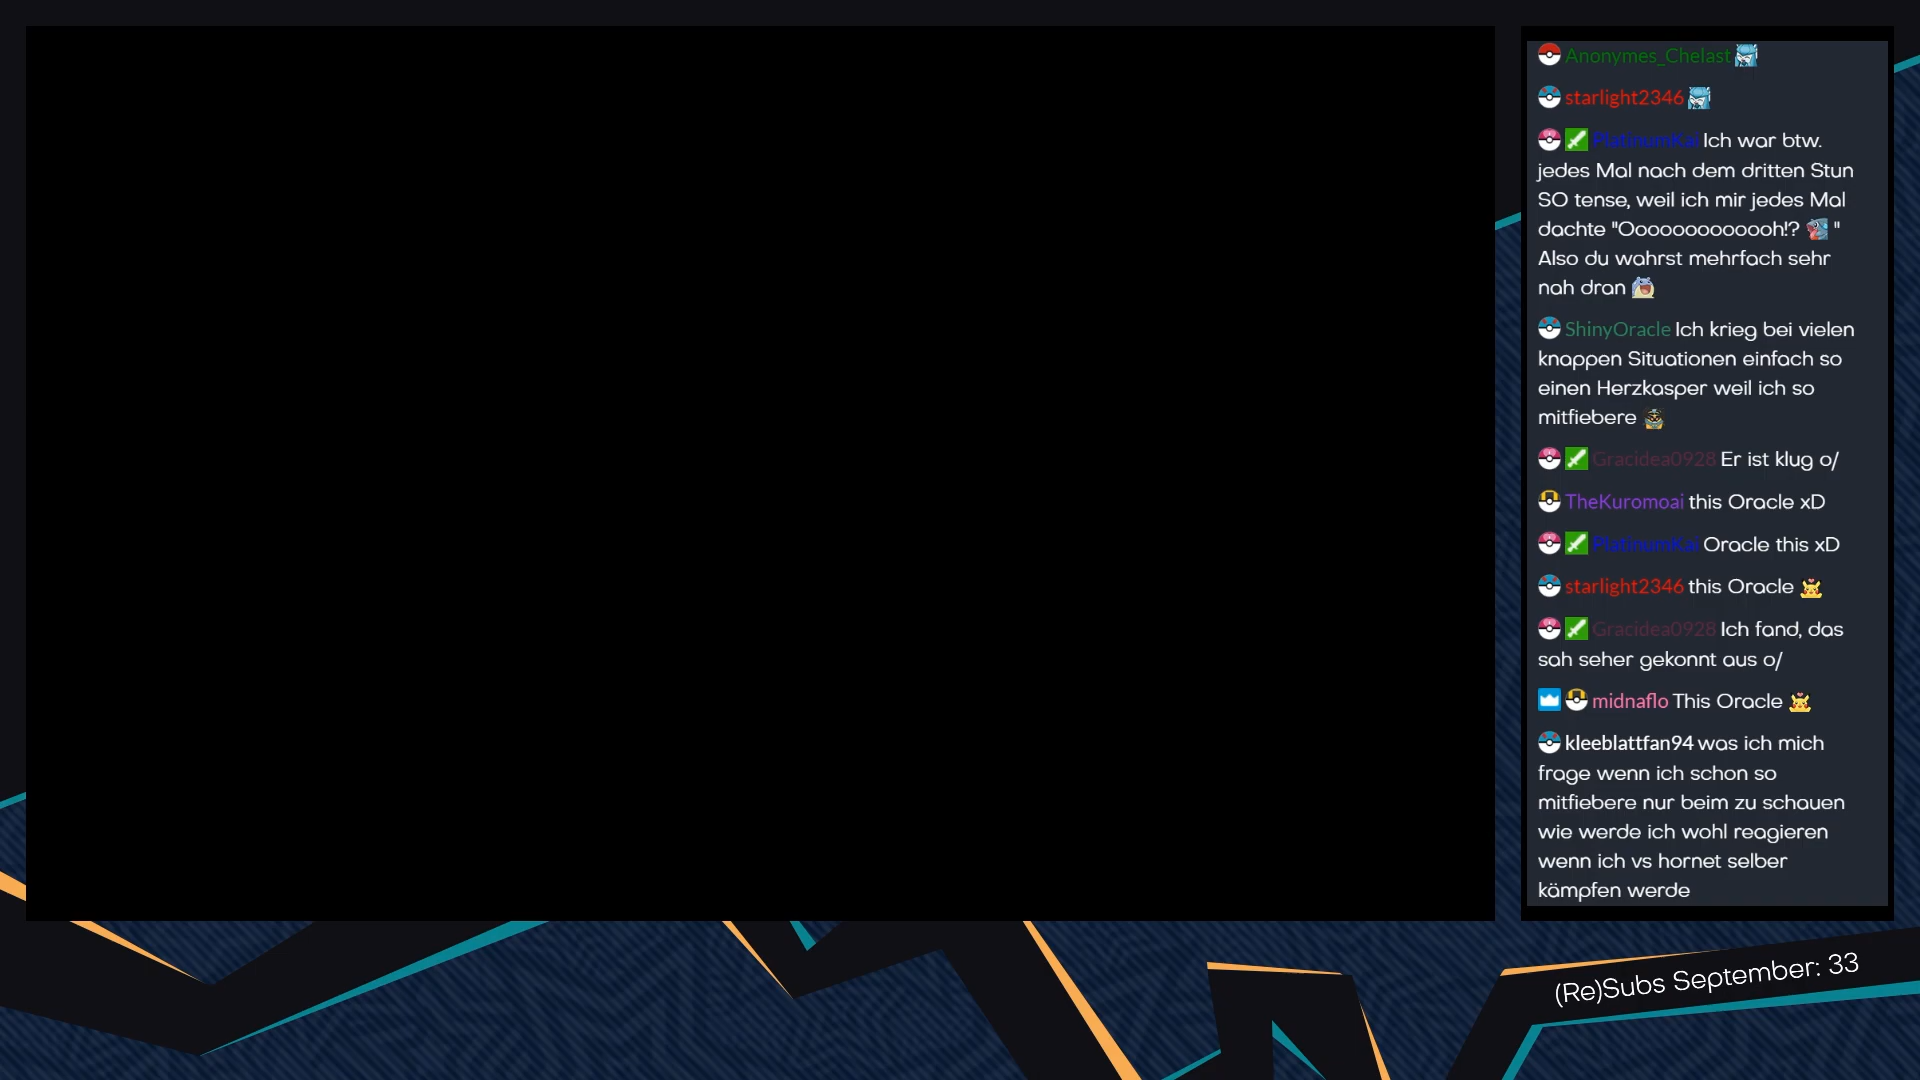 Anonymes_Chelast
starlight2346
PlatinumKai Ich war btw.
jedes Mal nach dem dritten Stun
SO tense, weil ich mir jedes Mal
dachte "Ooooooooooooh!? "
Also du wahrst mehrfach sehr
nah dran
ShinyOracle Ich krieg bei vielen
knappen Situationen einfach so
einen Herzkasper weil ich so
mitfiebere
Gracidea0928 Er ist klug o/
TheKuromoai this Oracle xD
PlatinumKai Oracle this xD
starlight2346 this Oracle
Gracidea0928 Ich fand, das
sah seher gekonnt aus o/
midnaflo This Oracle
kleeblattfan94 was ich mich
frage wenn ich schon so
mitfiebere nur beim zu schauen
wie werde ich wohl reagieren
wenn ich vs hornet selber
kämpfen werde
(Re)Subs September: 33